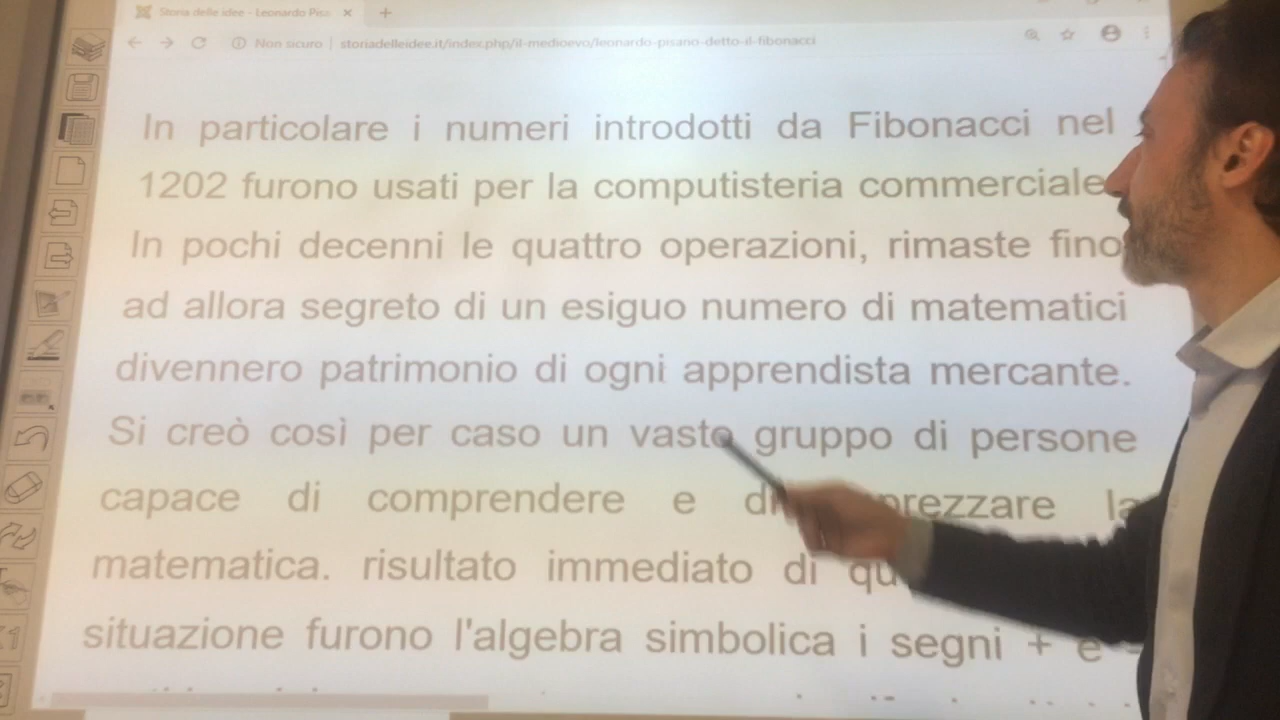 Storia delle idee - Leonardo Pisa
Non sicuro | storiadelleidee.it/index.php/il-medioevo/leonardo-pisano-detto-il-fibonacci
In particolare i numeri introdotti da Fibonacci nel
1202 furono usati per la computisteria commerciale
In pochi decenni le quattro operazioni, rimaste fino
ad allora segreto di un esiguo numero di matematici
divennero patrimonio di ogni apprendista mercante.
Si creò così per caso un vasto gruppo di persone
capace di comprendere e la
matematica. risultato immediato di
situazione furono l'algebra simbolica i segni + e